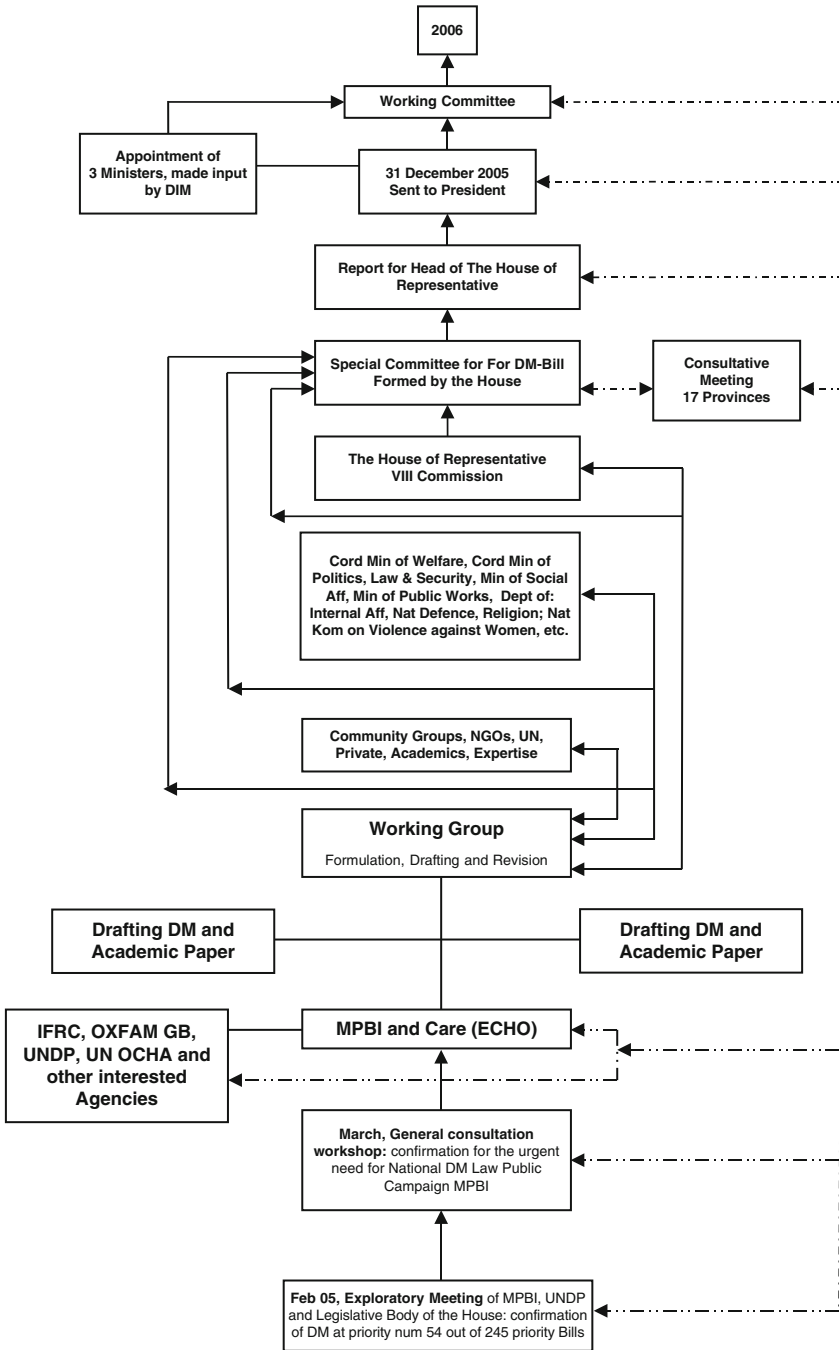 2006
Working Committee
Appointment of
3 Ministers, made input
by DIM
31 December 2005
Sent to President
Report for Head of The House of
Representative
Special Committee for For DM-Bill
Formed by the House
Consultative
Meeting
17 Provinces
The House of Representative
VIII Commission
Cord Min of Welfare, Cord Min of
Politics, Law & Security, Min of Social
Aff, Min of Public Works, Dept of:
Internal Aff, Nat Defence, Religion; Nat
Kom on Violence against Women, etc.
Community Groups, NGOs, UN,
Private, Academics, Expertise
Working Group
Formulation, Drafting and Revision
Drafting DM and
Academic Paper
Drafting DM and
Academic Paper
IFRC, OXFAM GB,
UNDP, UN OCHA and
other interested
Agencies
MPBI and Care (ECHO)
March, General consultation
workshop: confirmation for the urgent
need for National DM Law Public
Campaign MPBI
Feb 05, Exploratory Meeting of MPBI, UNDP
and Legislative Body of the House: confirmation
of DM at priority num 54 out of 245 priority Bills